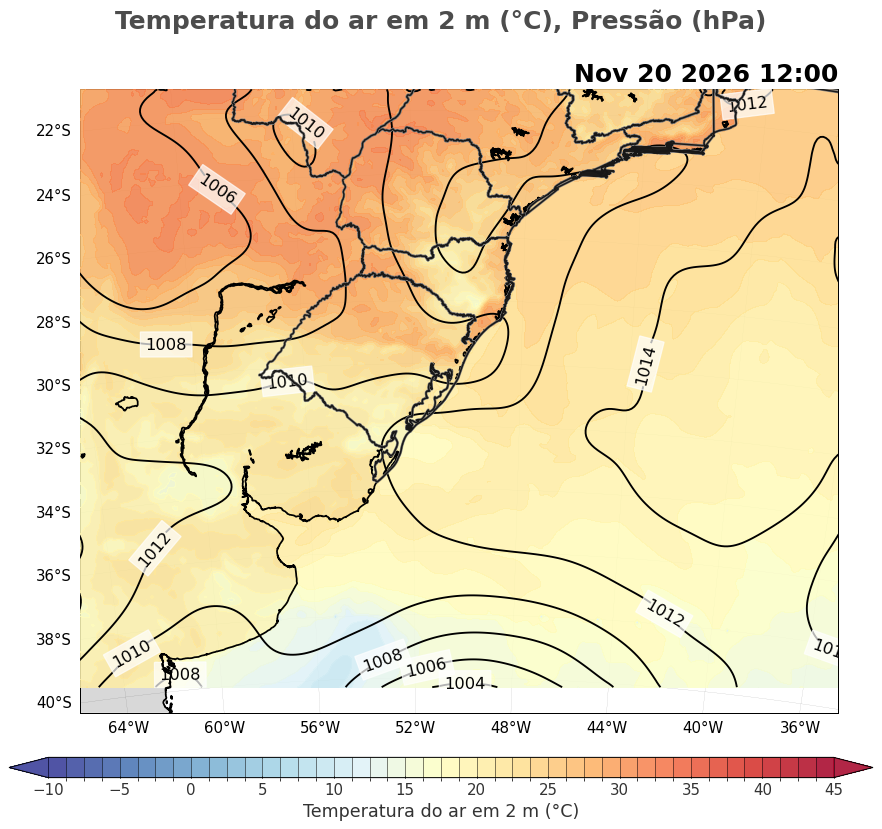 Temperatura do ar em 2 m (°C), Pressão (hPa)
Nov 20 2026 12:00
1012
1010
22°S
1006
24°S
26°S
28°S
1008
1014
1010
30°S
32°S
34°S
1012
36°S
1012
38°S
1010
1008
1006
1008
1004
40°S
64°W 60°W 56°W 52°W 48°W 44°W 40°W 36°W
−10 −5 0 5 10 15 20 25 30 35 40 45
Temperatura do ar em 2 m (°C)